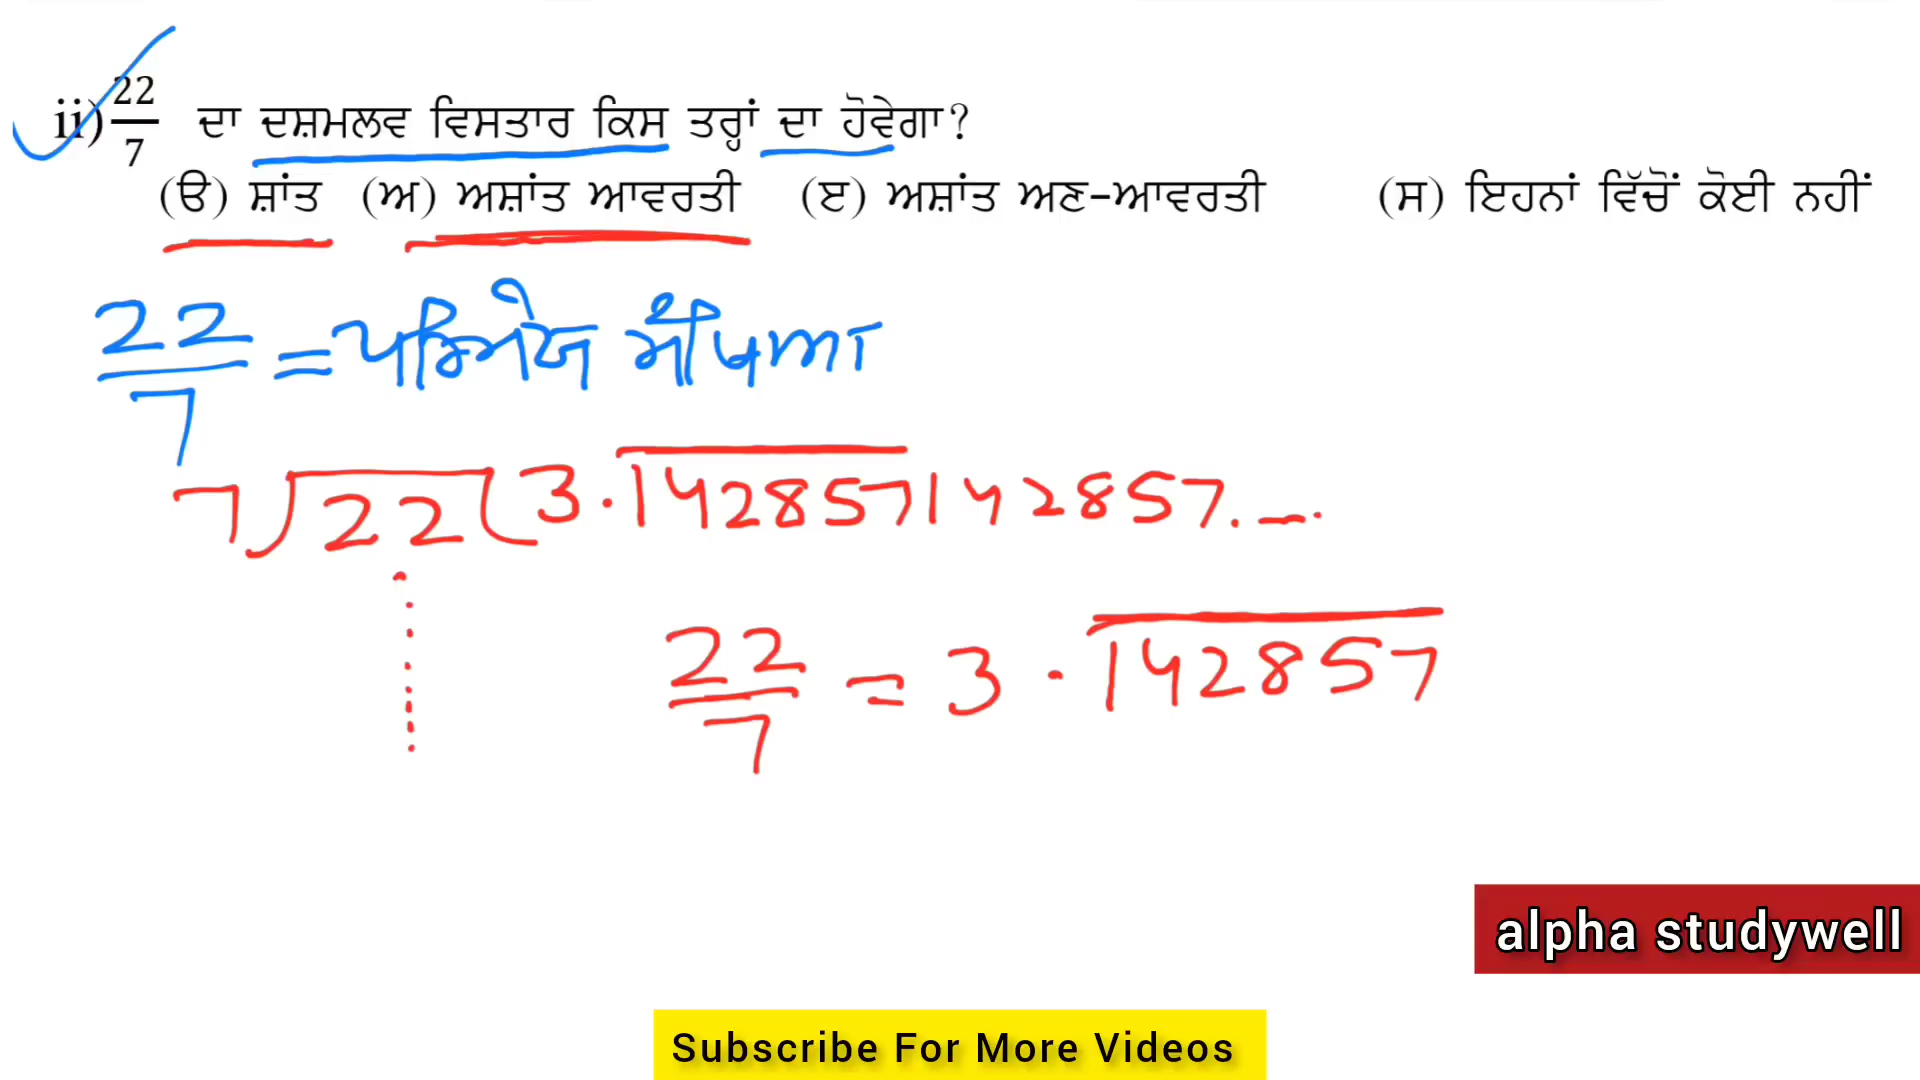 ii) 22/7 ਦਾ ਦਸ਼ਮਲਵ ਵਿਸਤਾਰ ਕਿਸ ਤਰ੍ਹਾਂ ਦਾ ਹੋਵੇਗਾ?
(ੳ) ਸ਼ਾਂਤ (ਅ) ਅਸ਼ਾਂਤ ਆਵਰਤੀ (ੲ) ਅਸ਼ਾਂਤ ਅਣ-ਆਵਰਤੀ (ਸ) ਇਹਨਾਂ ਵਿੱਚੋਂ ਕੋਈ ਨਹੀਂ
22/7 = ਪਰਿਮੇਯ
7 22 3.142857142857.--.
22/7 = 3.142857
alpha studywell
Subscribe For More Videos